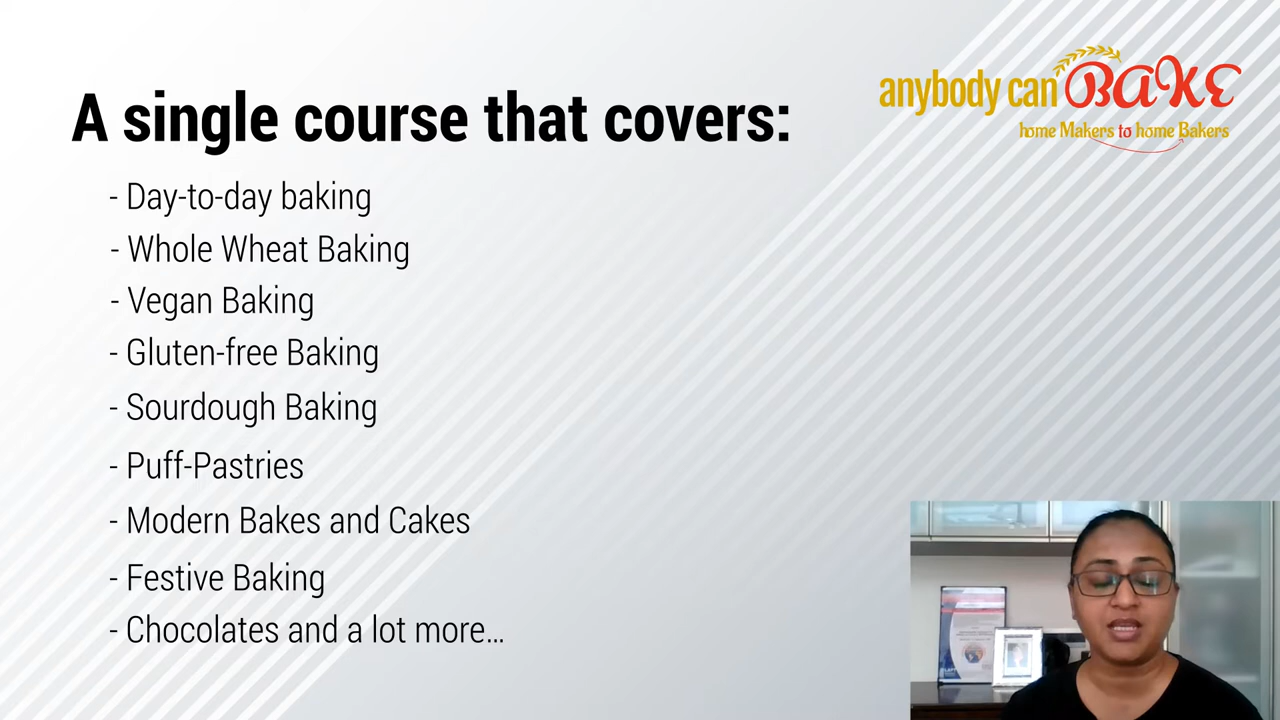 A single course that covers:
anybody can BAKE
home Makers to home Bakers
- Day-to-day baking
- Whole Wheat Baking
- Vegan Baking
- Gluten-free Baking
- Sourdough Baking
- Puff-Pastries
- Modern Bakes and Cakes
- Festive Baking
- Chocolates and a lot more...